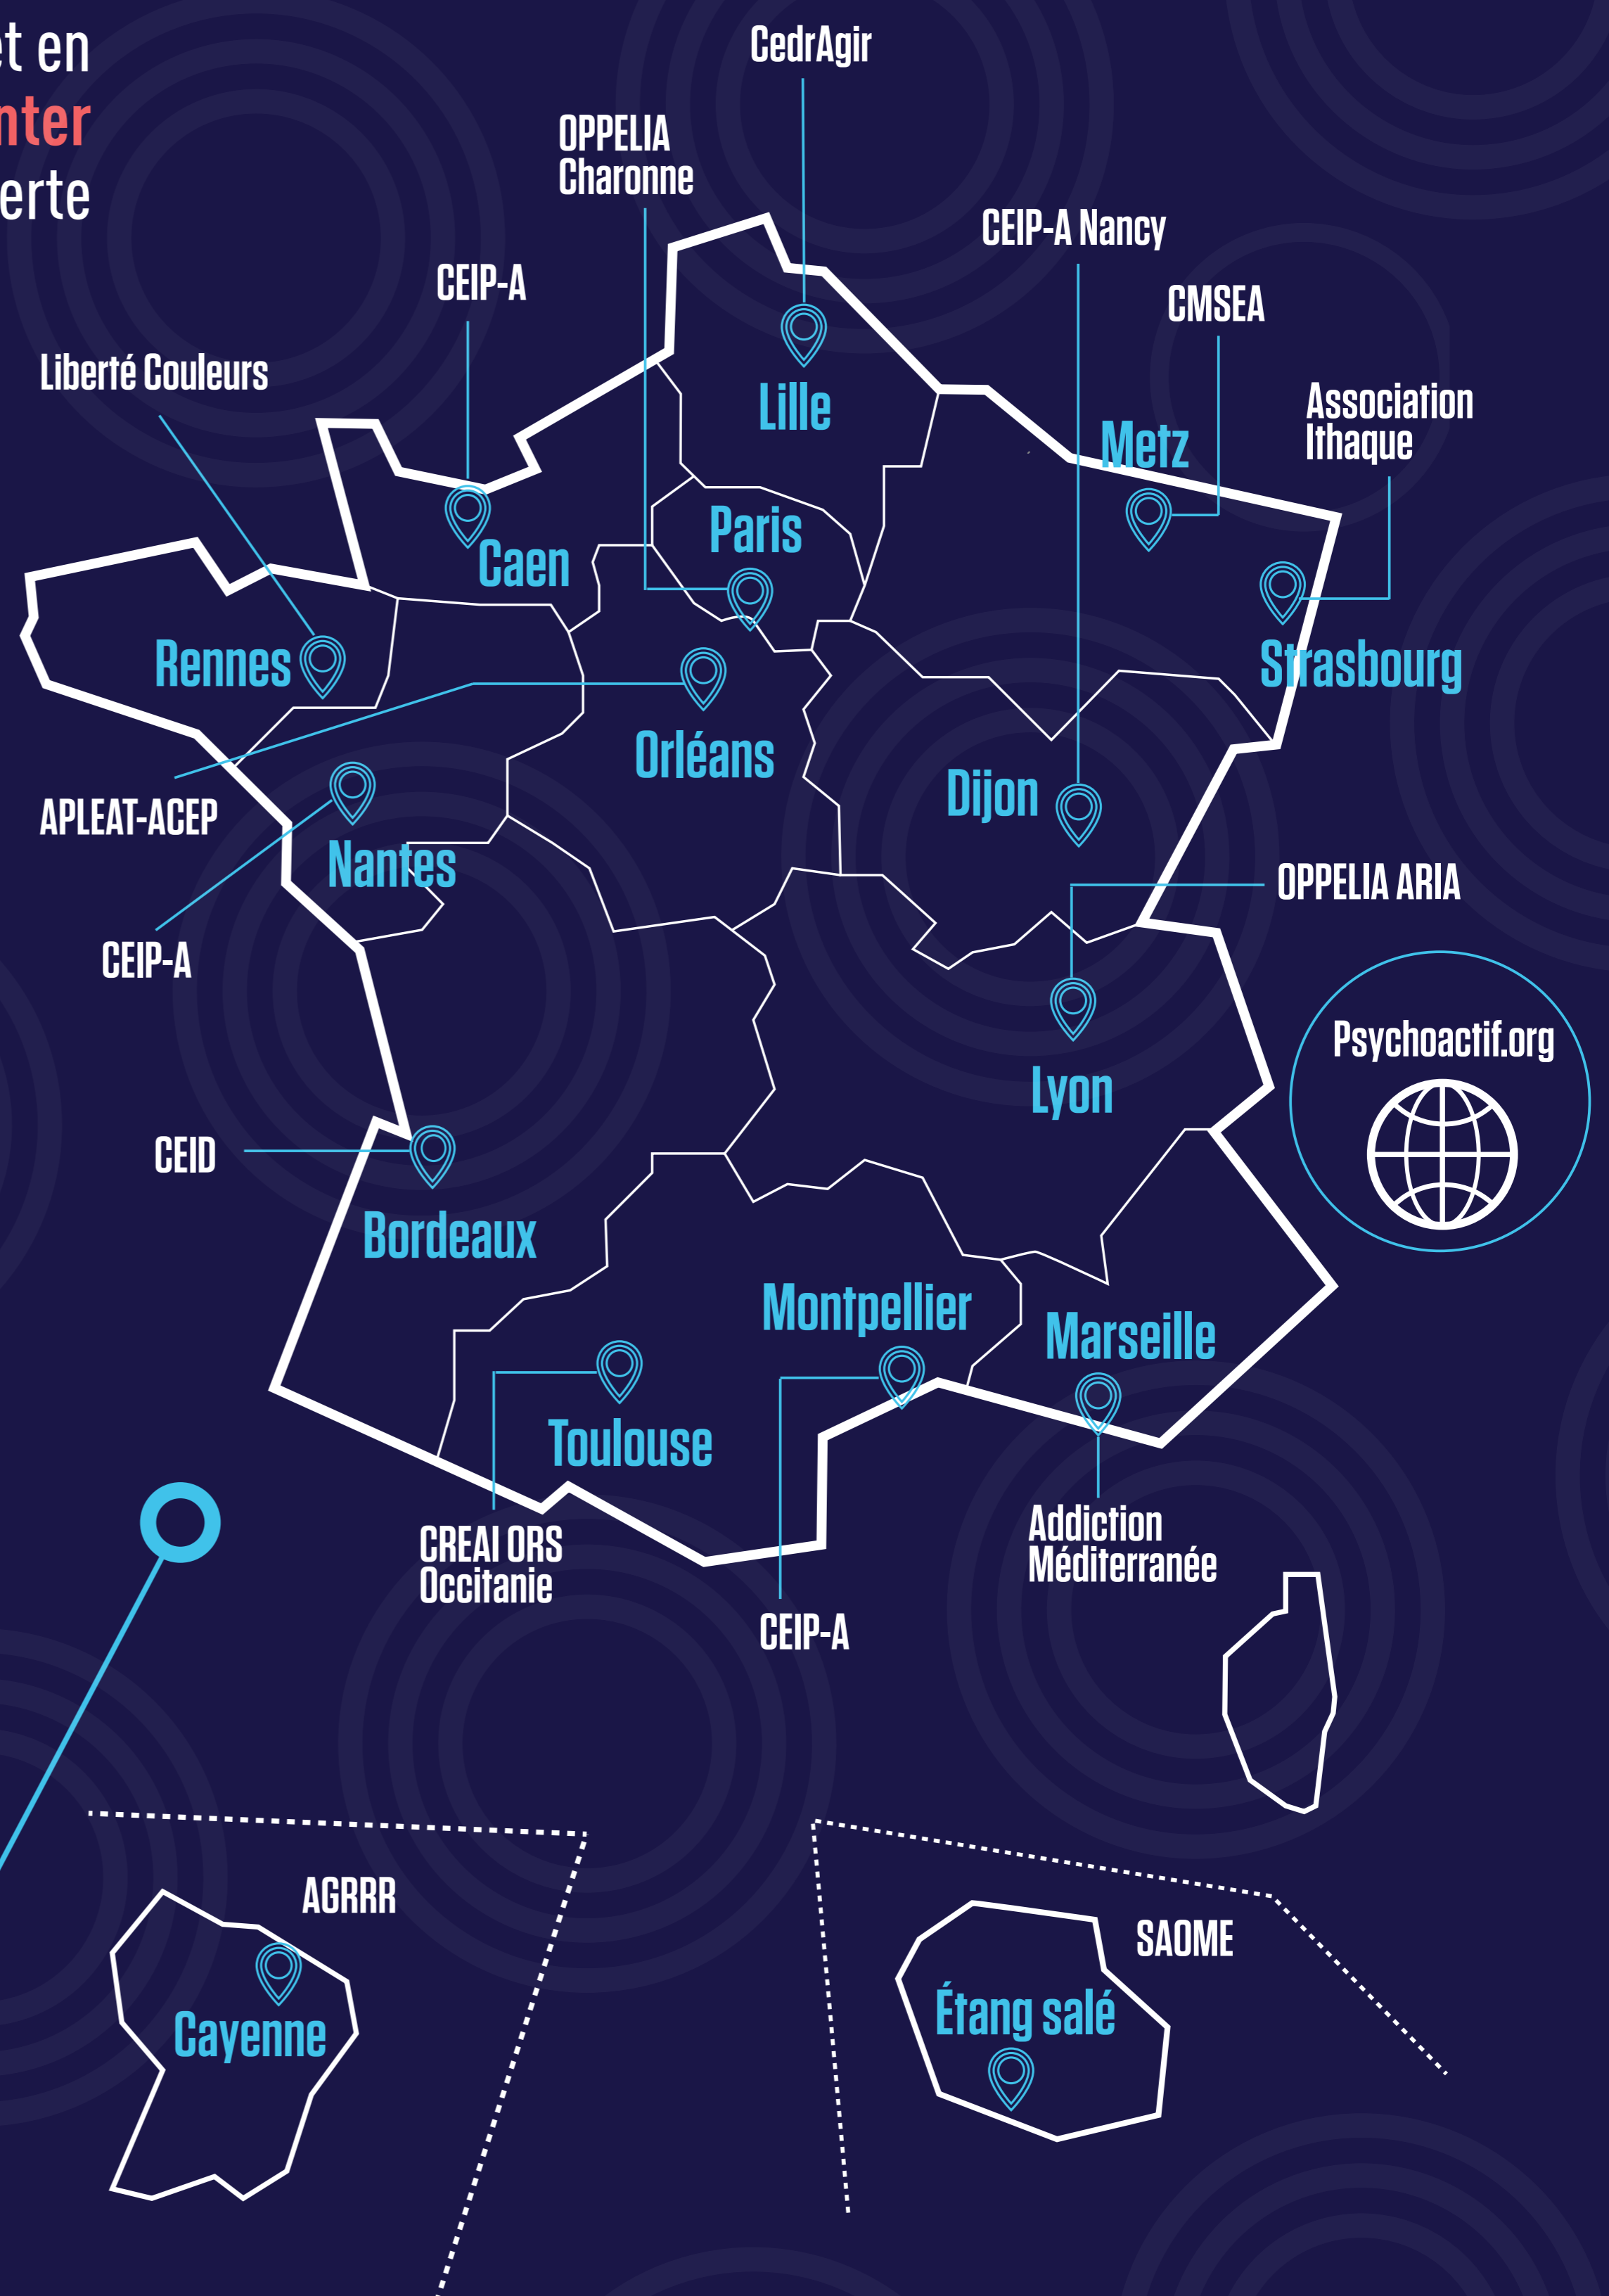 et en
nter
erte
CedrAgir
OPPELIA
Charonne
CEIP-A Nancy
CEIP-A
CMSEA
Liberté Couleurs
Association
Ithaque
Lille
Metz
Paris
Caen
Rennes
Strasbourg
Orléans
Dijon
APLEAT-ACEP
Nantes
OPPELIA ARIA
CEIP-A
Psychoactif.org
Lyon
CEID
Bordeaux
Montpellier
Marseille
Toulouse
CREAI ORS
Occitanie
Addiction
Méditerranée
CEIP-A
AGRRR
SAOME
Étang salé
Cayenne